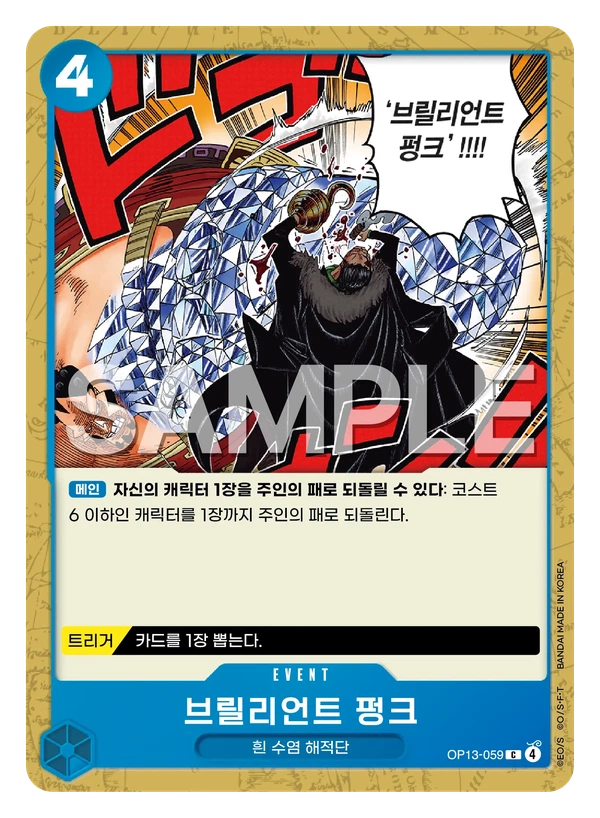 4
‘브릴리언트
펑크’ !!!!
SAMPLE
메인 자신의 캐릭터 1장을 주인의 패로 되돌릴 수 있다: 코스트
6 이하인 캐릭터를 1장까지 주인의 패로 되돌린다.
트리거 카드를 1장 뽑는다.
EVENT
브릴리언트 펑크
흰 수염 해적단
OP13-059 C 4
©E.O/S ©O/S·F·T BANDAI MADE IN KOREA